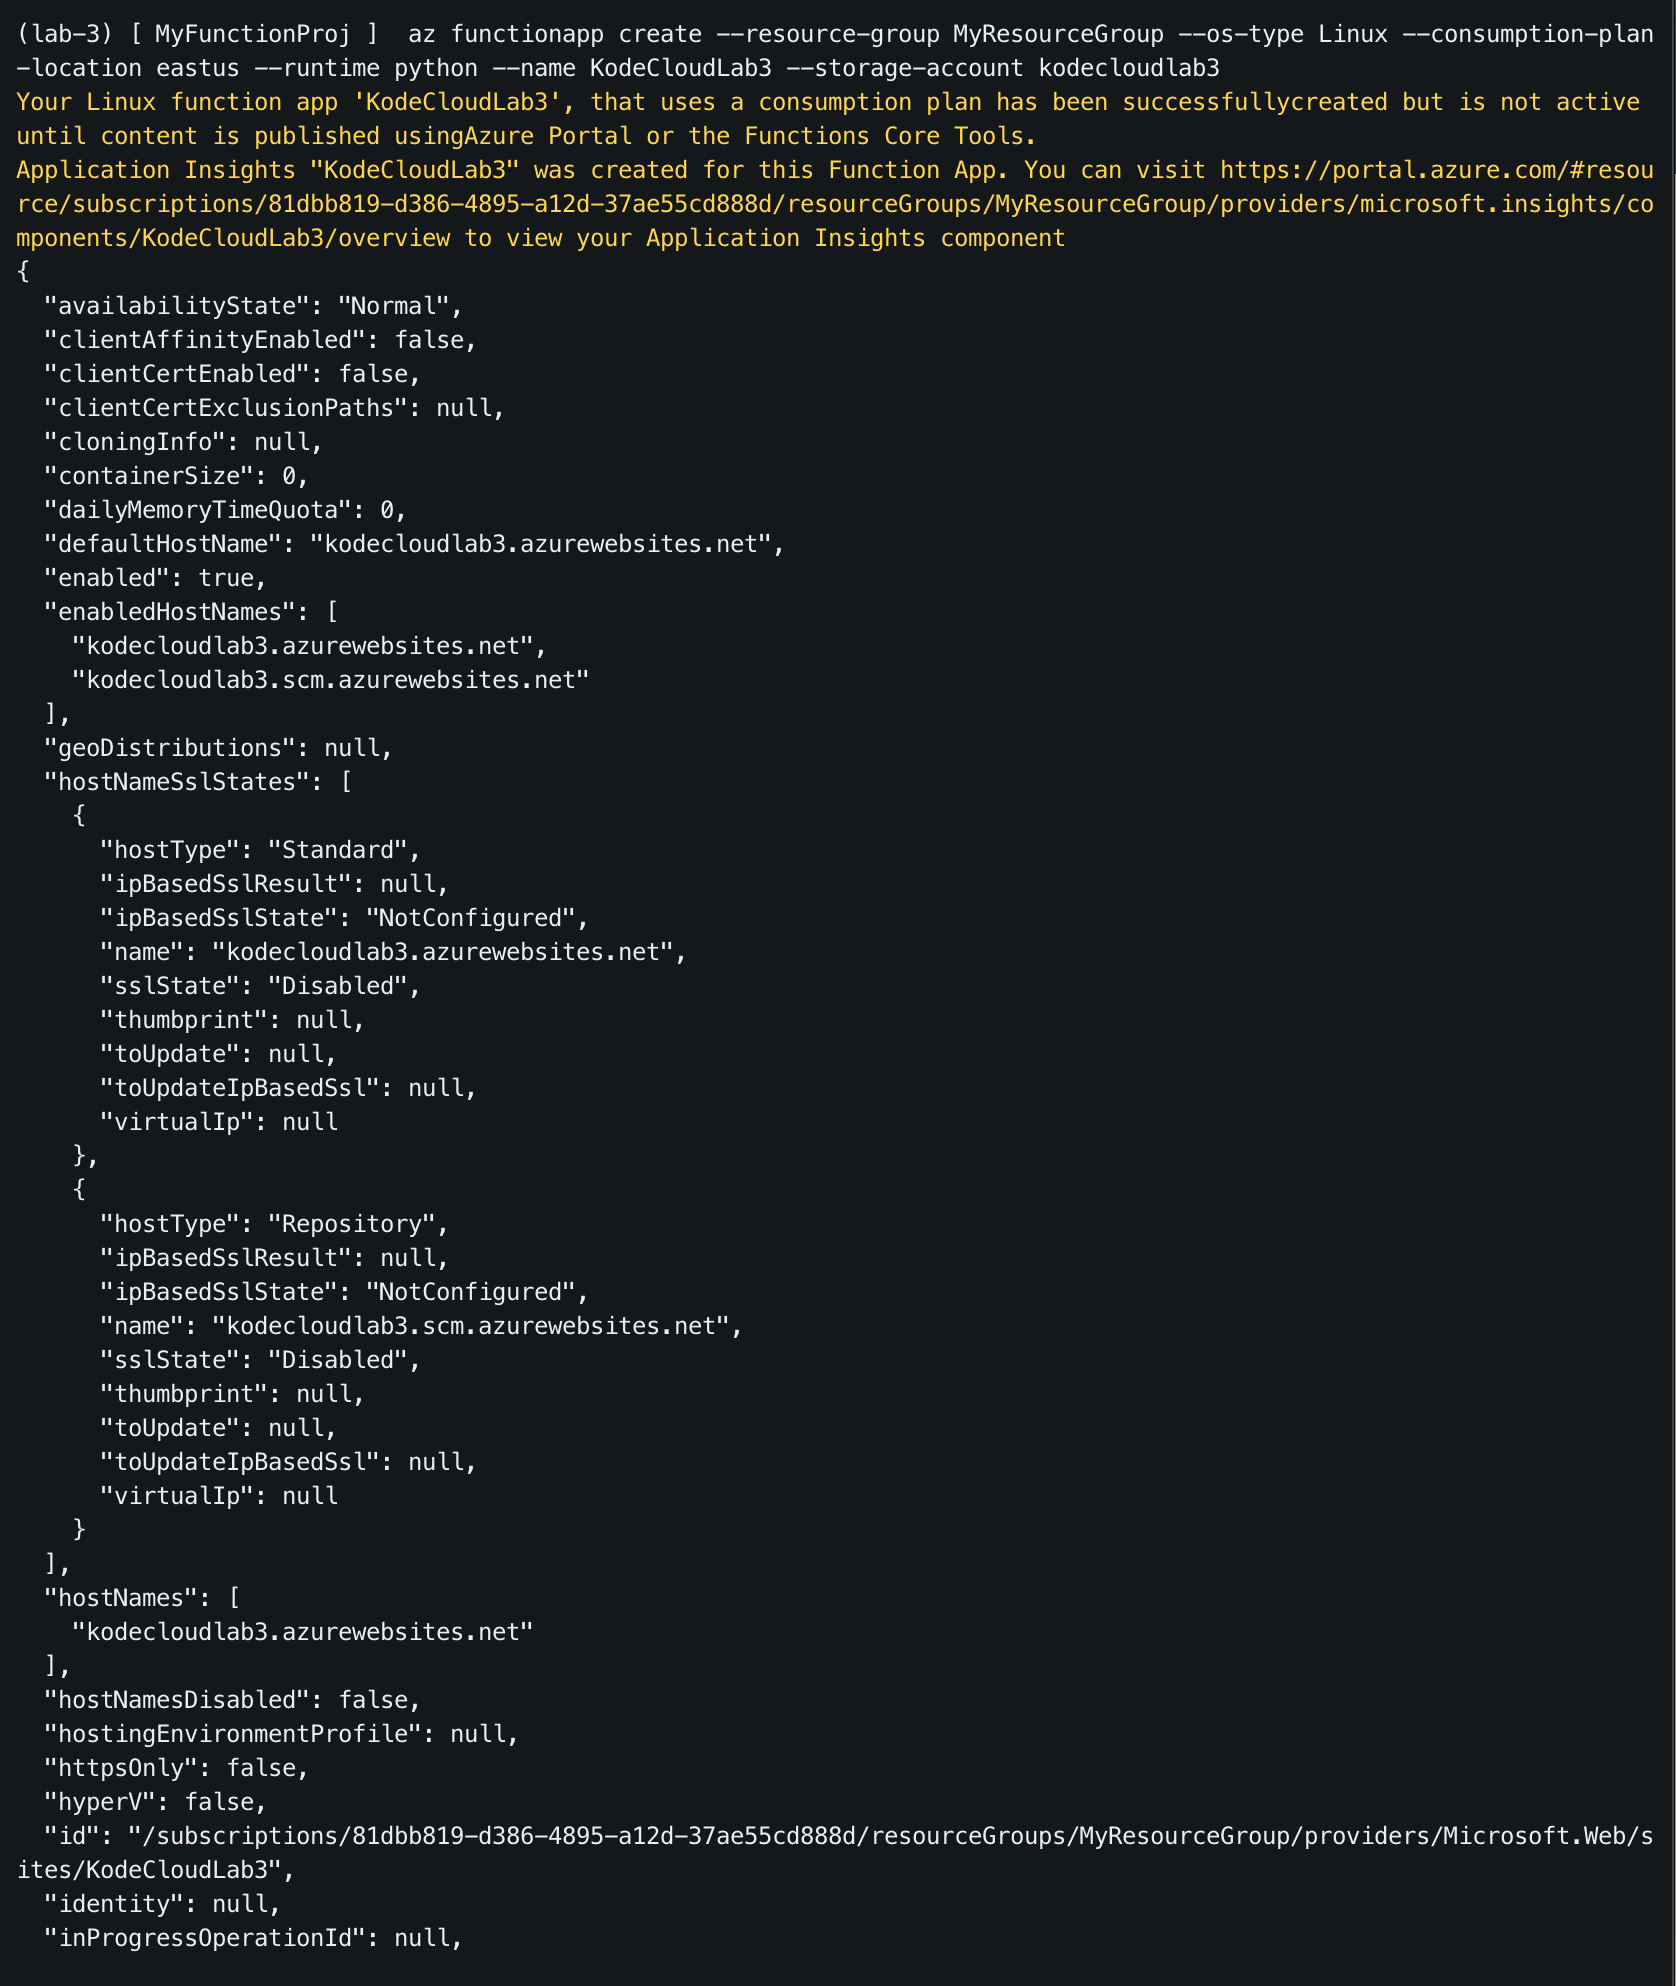 (lab-3) [ MyFunctionProj ]  az functionapp create --resource-group MyResourceGroup --os-type Linux --consumption-plan
-location eastus --runtime python --name KodeCloudLab3 --storage-account kodecloudlab3
Your Linux function app 'KodeCloudLab3', that uses a consumption plan has been successfullycreated but is not active
until content is published usingAzure Portal or the Functions Core Tools.
Application Insights "KodeCloudLab3" was created for this Function App. You can visit https://portal.azure.com/#resou
rce/subscriptions/81dbb819-d386-4895-a12d-37ae55cd888d/resourceGroups/MyResourceGroup/providers/microsoft.insights/co
mponents/KodeCloudLab3/overview to view your Application Insights component
{
  "availabilityState": "Normal",
  "clientAffinityEnabled": false,
  "clientCertEnabled": false,
  "clientCertExclusionPaths": null,
  "cloningInfo": null,
  "containerSize": 0,
  "dailyMemoryTimeQuota": 0,
  "defaultHostName": "kodecloudlab3.azurewebsites.net",
  "enabled": true,
  "enabledHostNames": [
    "kodecloudlab3.azurewebsites.net",
    "kodecloudlab3.scm.azurewebsites.net"
  ],
  "geoDistributions": null,
  "hostNameSslStates": [
    {
      "hostType": "Standard",
      "ipBasedSslResult": null,
      "ipBasedSslState": "NotConfigured",
      "name": "kodecloudlab3.azurewebsites.net",
      "sslState": "Disabled",
      "thumbprint": null,
      "toUpdate": null,
      "toUpdateIpBasedSsl": null,
      "virtualIp": null
    },
    {
      "hostType": "Repository",
      "ipBasedSslResult": null,
      "ipBasedSslState": "NotConfigured",
      "name": "kodecloudlab3.scm.azurewebsites.net",
      "sslState": "Disabled",
      "thumbprint": null,
      "toUpdate": null,
      "toUpdateIpBasedSsl": null,
      "virtualIp": null
    }
  ],
  "hostNames": [
    "kodecloudlab3.azurewebsites.net"
  ],
  "hostNamesDisabled": false,
  "hostingEnvironmentProfile": null,
  "httpsOnly": false,
  "hyperV": false,
  "id": "/subscriptions/81dbb819-d386-4895-a12d-37ae55cd888d/resourceGroups/MyResourceGroup/providers/Microsoft.Web/s
ites/KodeCloudLab3",
  "identity": null,
  "inProgressOperationId": null,